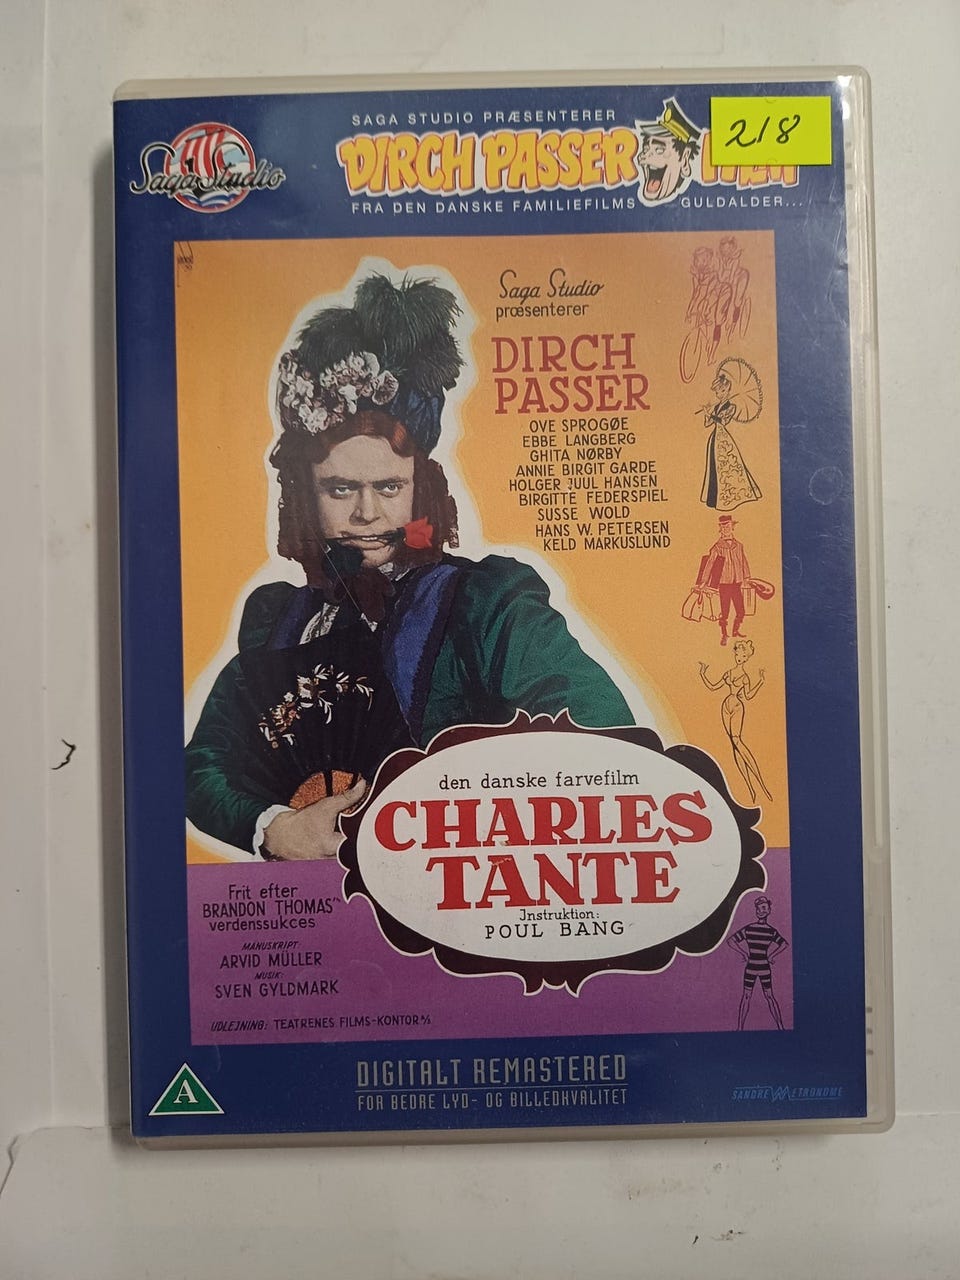 SAGA STUDIO PRÆSENTERER
DIRCH PASSER
218
Saga Studio
FRA DEN DANSKE FAMILIEFILMS GULDALDER...
Saga Studio
præsenterer
DIRCH
PASSER
OVE SPROGØE
EBBE LANGBERG
GHITA NØRBY
ANNIE BIRGIT GARDE
HOLGER JUUL HANSEN
BIRGITTE FEDERSPIEL
SUSSE WOLD
HANS W. PETERSEN
KELD MARKUSLUND
den danske farvefilm
CHARLES
TANTE
Instruktion:
POUL BANG
Frit efter
BRANDON THOMAS'
verdenssukces
MANUSKRIPT:
ARVID MÜLLER
MUSIK:
SVEN GYLDMARK
UDLEJNING: TEATRENES FILMS-KONTOR A/S
DIGITALT REMASTERED
FOR BEDRE LYD- OG BILLEDKVALITET
A
SANDREW METRONOME